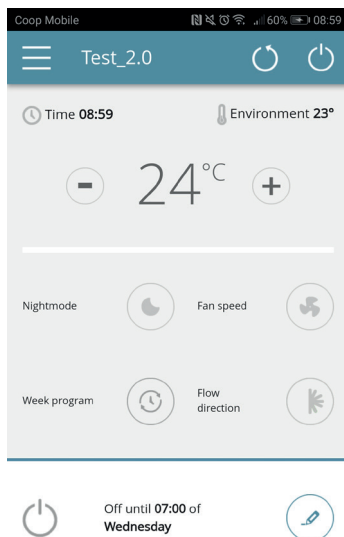 Coop Mobile 60% 08:59
Test_2.0
Time 08:59 Environment 23°
- 24°C +
Nightmode Fan speed
Week program Flow
direction
Off until 07:00 of
Wednesday